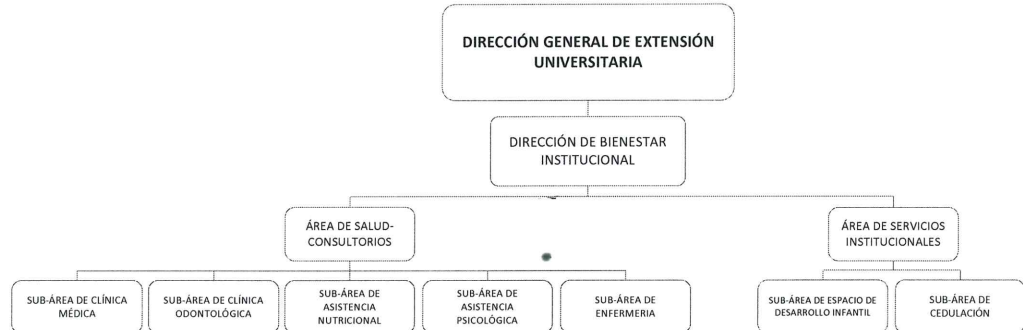 DIRECCIÓN GENERAL DE EXTENSIÓN
UNIVERSITARIA
DIRECCIÓN DE BIENESTAR
INSTITUCIONAL
ÁREA DE SALUD-
CONSULTORIOS
ÁREA DE SERVICIOS
INSTITUCIONALES
SUB-ÁREA DE CLÍNICA
MÉDICA
SUB-ÁREA DE CLÍNICA
ODONTOLÓGICA
SUB-ÁREA DE
ASISTENCIA
NUTRICIONAL
SUB-ÁREA DE
ASISTENCIA
PSICOLÓGICA
SUB-ÁREA DE
ENFERMERIA
SUB-ÁREA DE ESPACIO DE
DESARROLLO INFANTIL
SUB-ÁREA DE
CEDULACIÓN